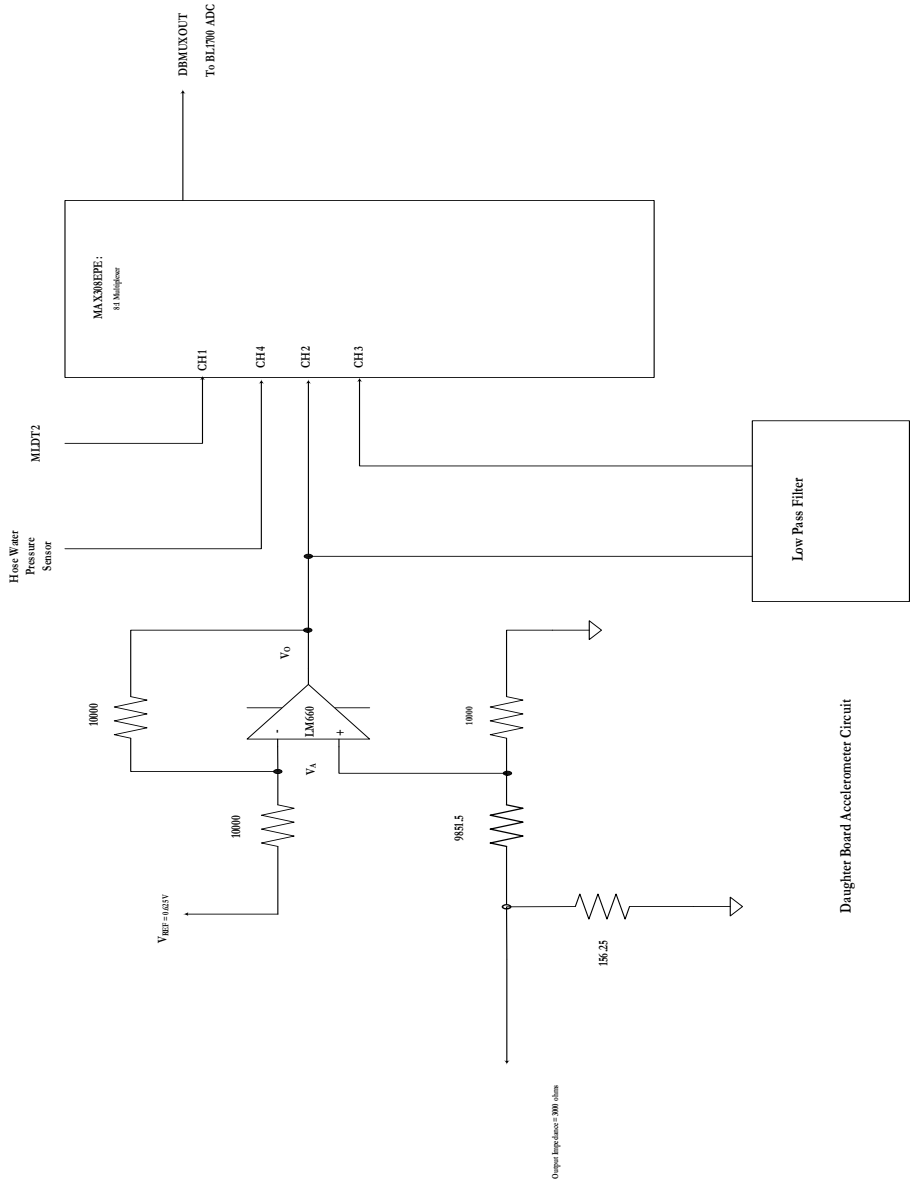 DBMUXOUT
To BL1700 ADC
MAX308EPE:
8:1 Multiplexer
CH1
CH4
CH2
CH3
MLDT2
Hose Water
Pressure
Sensor
Low Pass Filter
VO
10000
LM660
-
+
VA
10000
10000
9851.5
VREF = 0.625V
156.25
Output Impedance = 3000 ohms
Daughter Board Accelerometer Circuit